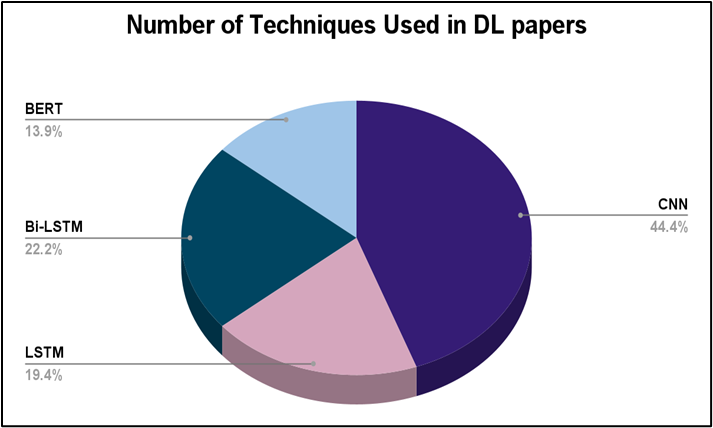 Number of Techniques Used in DL papers
BERT
13.9%
CNN
44.4%
Bi-LSTM
22.2%
LSTM
19.4%